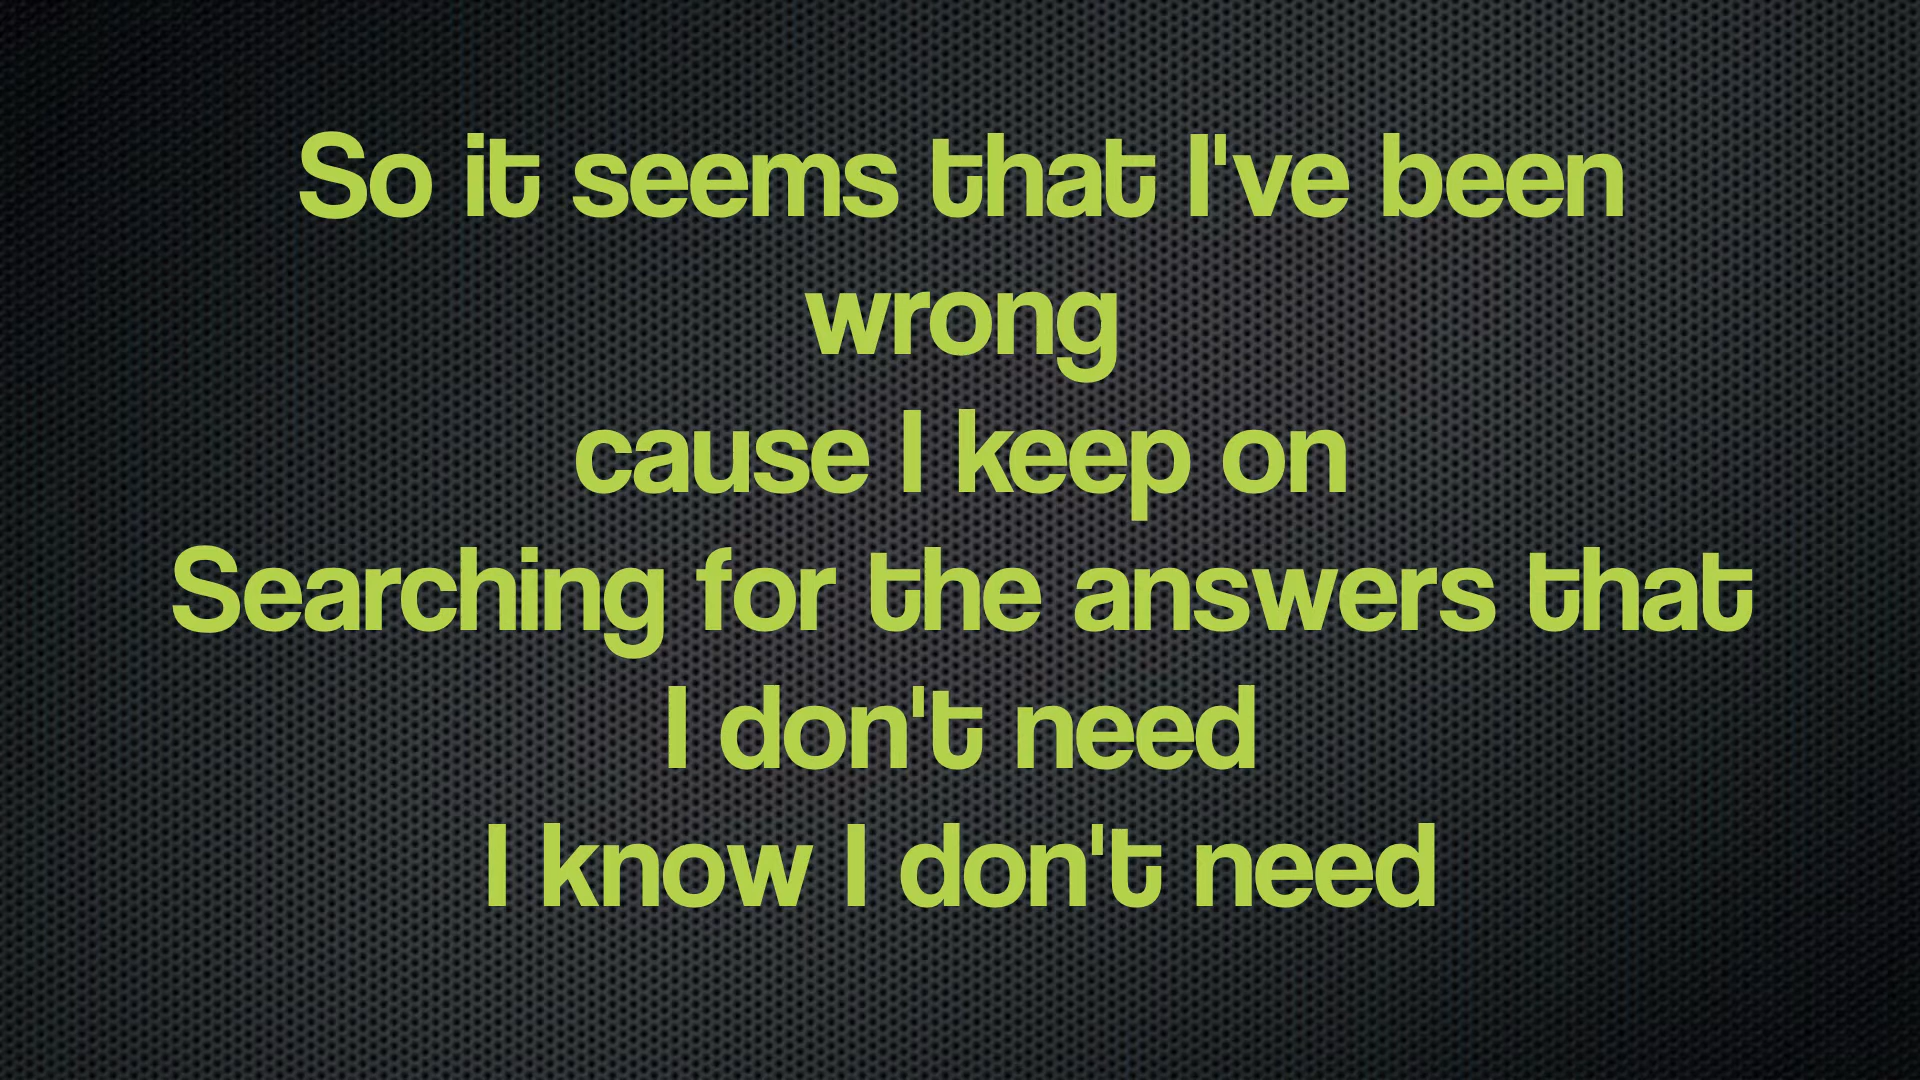 So it seems that I've been
wrong
cause I keep on
Searching for the answers that
I don't need
I know I don't need